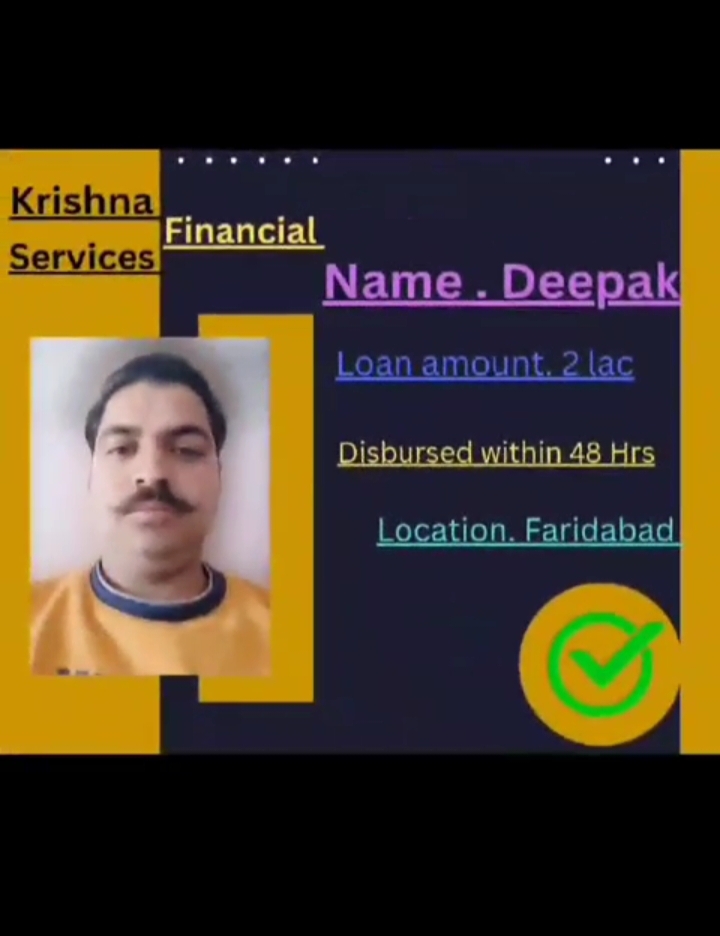 Krishna
Financial
Services
Name . Deepak
Loan amount. 2 lac
Disbursed within 48 Hrs
Location. Faridabad